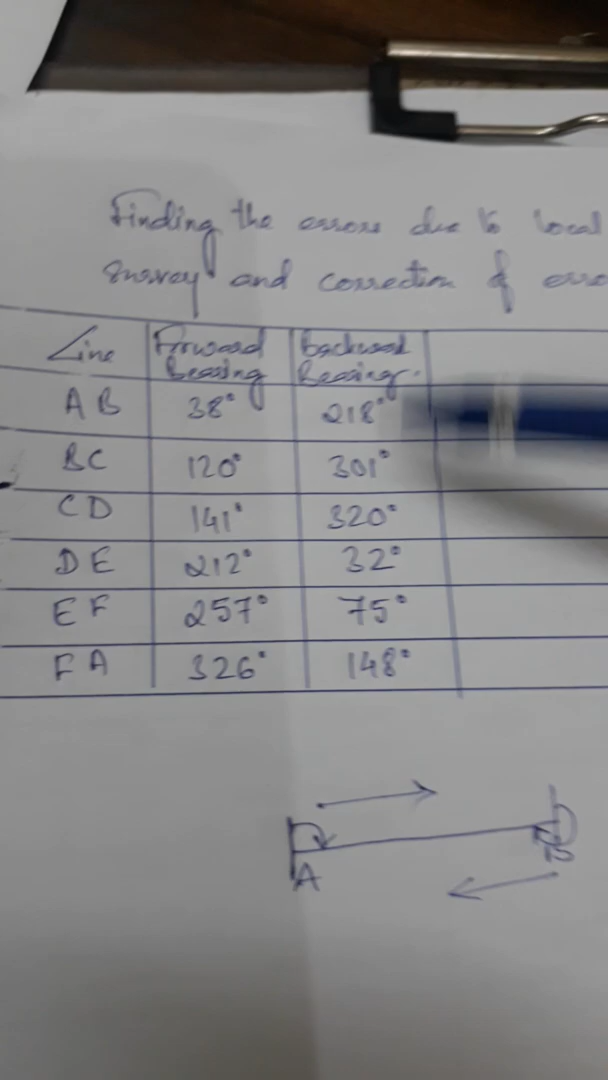 Finding the errors due to local
survey and correction of erro
Line Forward Bearing Backward Bearing.
AB 38° 218°
BC 120° 301°
CD 141° 320°
DE 212° 32°
EF 257° 75°
FA 326° 148°
A